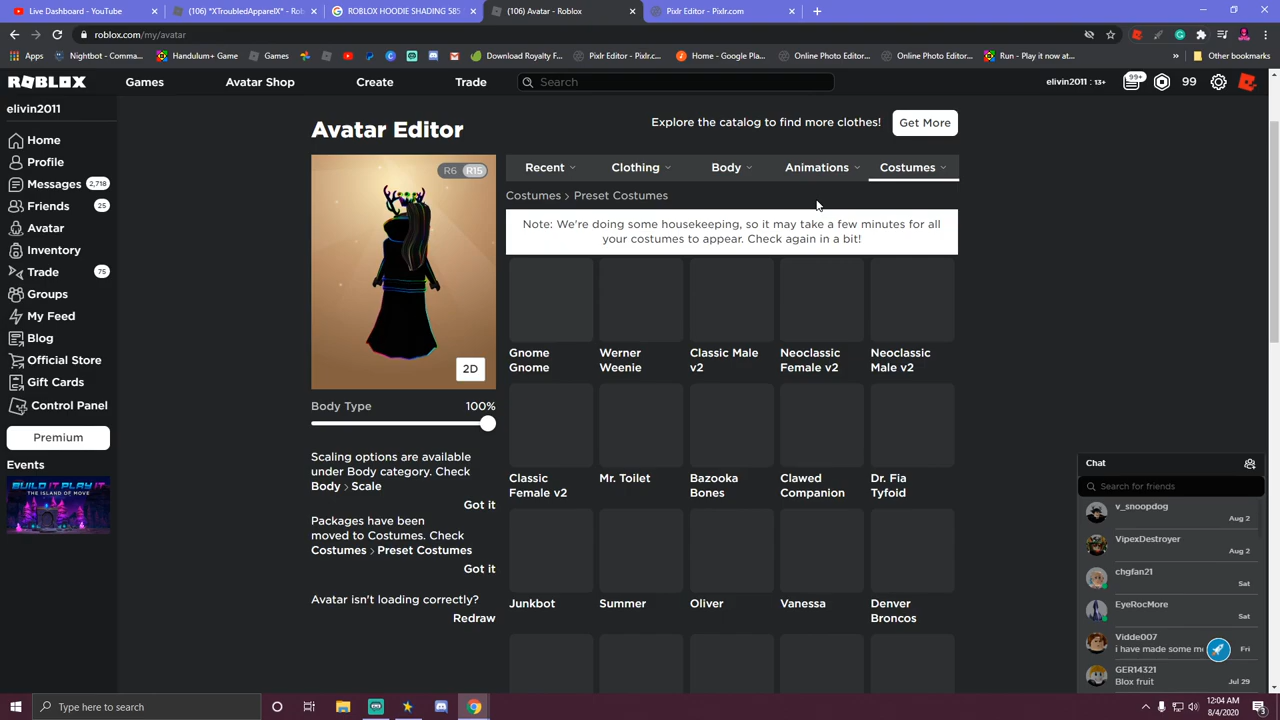 Live Dashboard - YouTube
(106) *XTroubledApparelX* - Rob
ROBLOX HOODIE SHADING 585
(106) Avatar - Roblox
Pixlr Editor - Pixlr.com
roblox.com/my/avatar
Apps
Nightbot - Comma...
Handulum+ Game
Games
Download Royalty F...
Pixlr Editor - Pixlr.c...
Home - Google Pla...
Online Photo Editor...
Online Photo Editor...
Run - Play it now at...
»
Other bookmarks
ROBLOX
Games
Avatar Shop
Create
Trade
Search
elivin2011 : 13+
99+
99
elivin2011
Home
Profile
Messages 2,718
Friends 25
Avatar
Inventory
Trade 75
Groups
My Feed
Blog
Official Store
Gift Cards
Control Panel
Premium
Events
BUILD IT PLAY IT
THE ISLAND OF MOVE
Avatar Editor
Explore the catalog to find more clothes!
Get More
R6 R15
2D
Body Type 100%
Scaling options are available
under Body category. Check
Body > Scale
Got it
Packages have been
moved to Costumes. Check
Costumes > Preset Costumes
Got it
Avatar isn't loading correctly?
Redraw
Recent
Clothing
Body
Animations
Costumes
Costumes > Preset Costumes
Note: We're doing some housekeeping, so it may take a few minutes for all
your costumes to appear. Check again in a bit!
Gnome
Gnome
Werner
Weenie
Classic Male
v2
Neoclassic
Female v2
Neoclassic
Male v2
Classic
Female v2
Mr. Toilet
Bazooka
Bones
Clawed
Companion
Dr. Fia
Tyfoid
Junkbot
Summer
Oliver
Vanessa
Denver
Broncos
Chat
Search for friends
v_snoopdog
Aug 2
VipexDestroyer
Aug 2
chgfan21
Sat
EyeRocMore
Sat
Vidde007
i have made some m
Fri
GER14321
Blox fruit
Jul 29
Type here to search
12:04 AM
8/4/2020
3